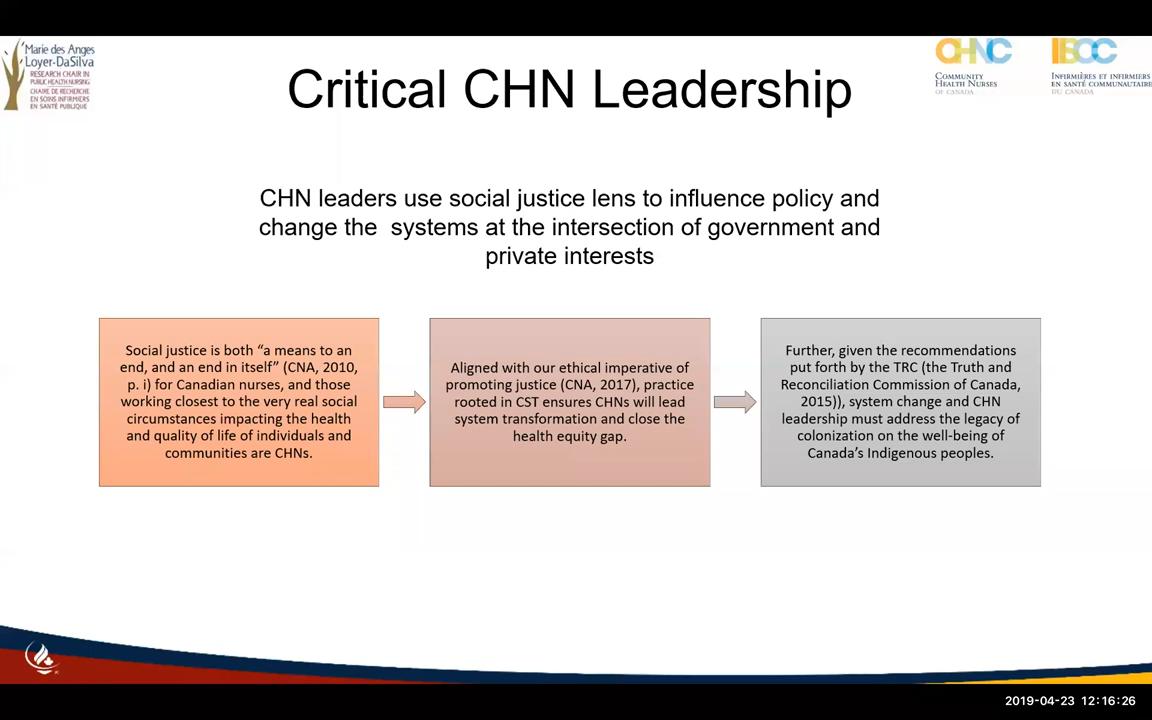 Marie des Anges
Loyer-DaSilva
RESEARCH CHAIR IN
PUBLIC HEALTH NURSING
CHAIRE DE RECHERCHE
EN SOINS INFIRMIERS
EN SANTÉ PUBLIQUE
CHNC
COMMUNITY
HEALTH NURSES
OF CANADA
IISCC
INFIRMIÈRES ET INFIRMIERS
EN SANTÉ COMMUNAUTAIRE
DU CANADA
Critical CHN Leadership
CHN leaders use social justice lens to influence policy and
change the  systems at the intersection of government and
private interests
Social justice is both “a means to an
end, and an end in itself” (CNA, 2010,
p. i) for Canadian nurses, and those
working closest to the very real social
circumstances impacting the health
and quality of life of individuals and
communities are CHNs.
Aligned with our ethical imperative of
promoting justice (CNA, 2017), practice
rooted in CST ensures CHNs will lead
system transformation and close the
health equity gap.
Further, given the recommendations
put forth by the TRC (the Truth and
Reconciliation Commission of Canada,
2015)), system change and CHN
leadership must address the legacy of
colonization on the well-being of
Canada’s Indigenous peoples.
2019-04-23 12:16:26